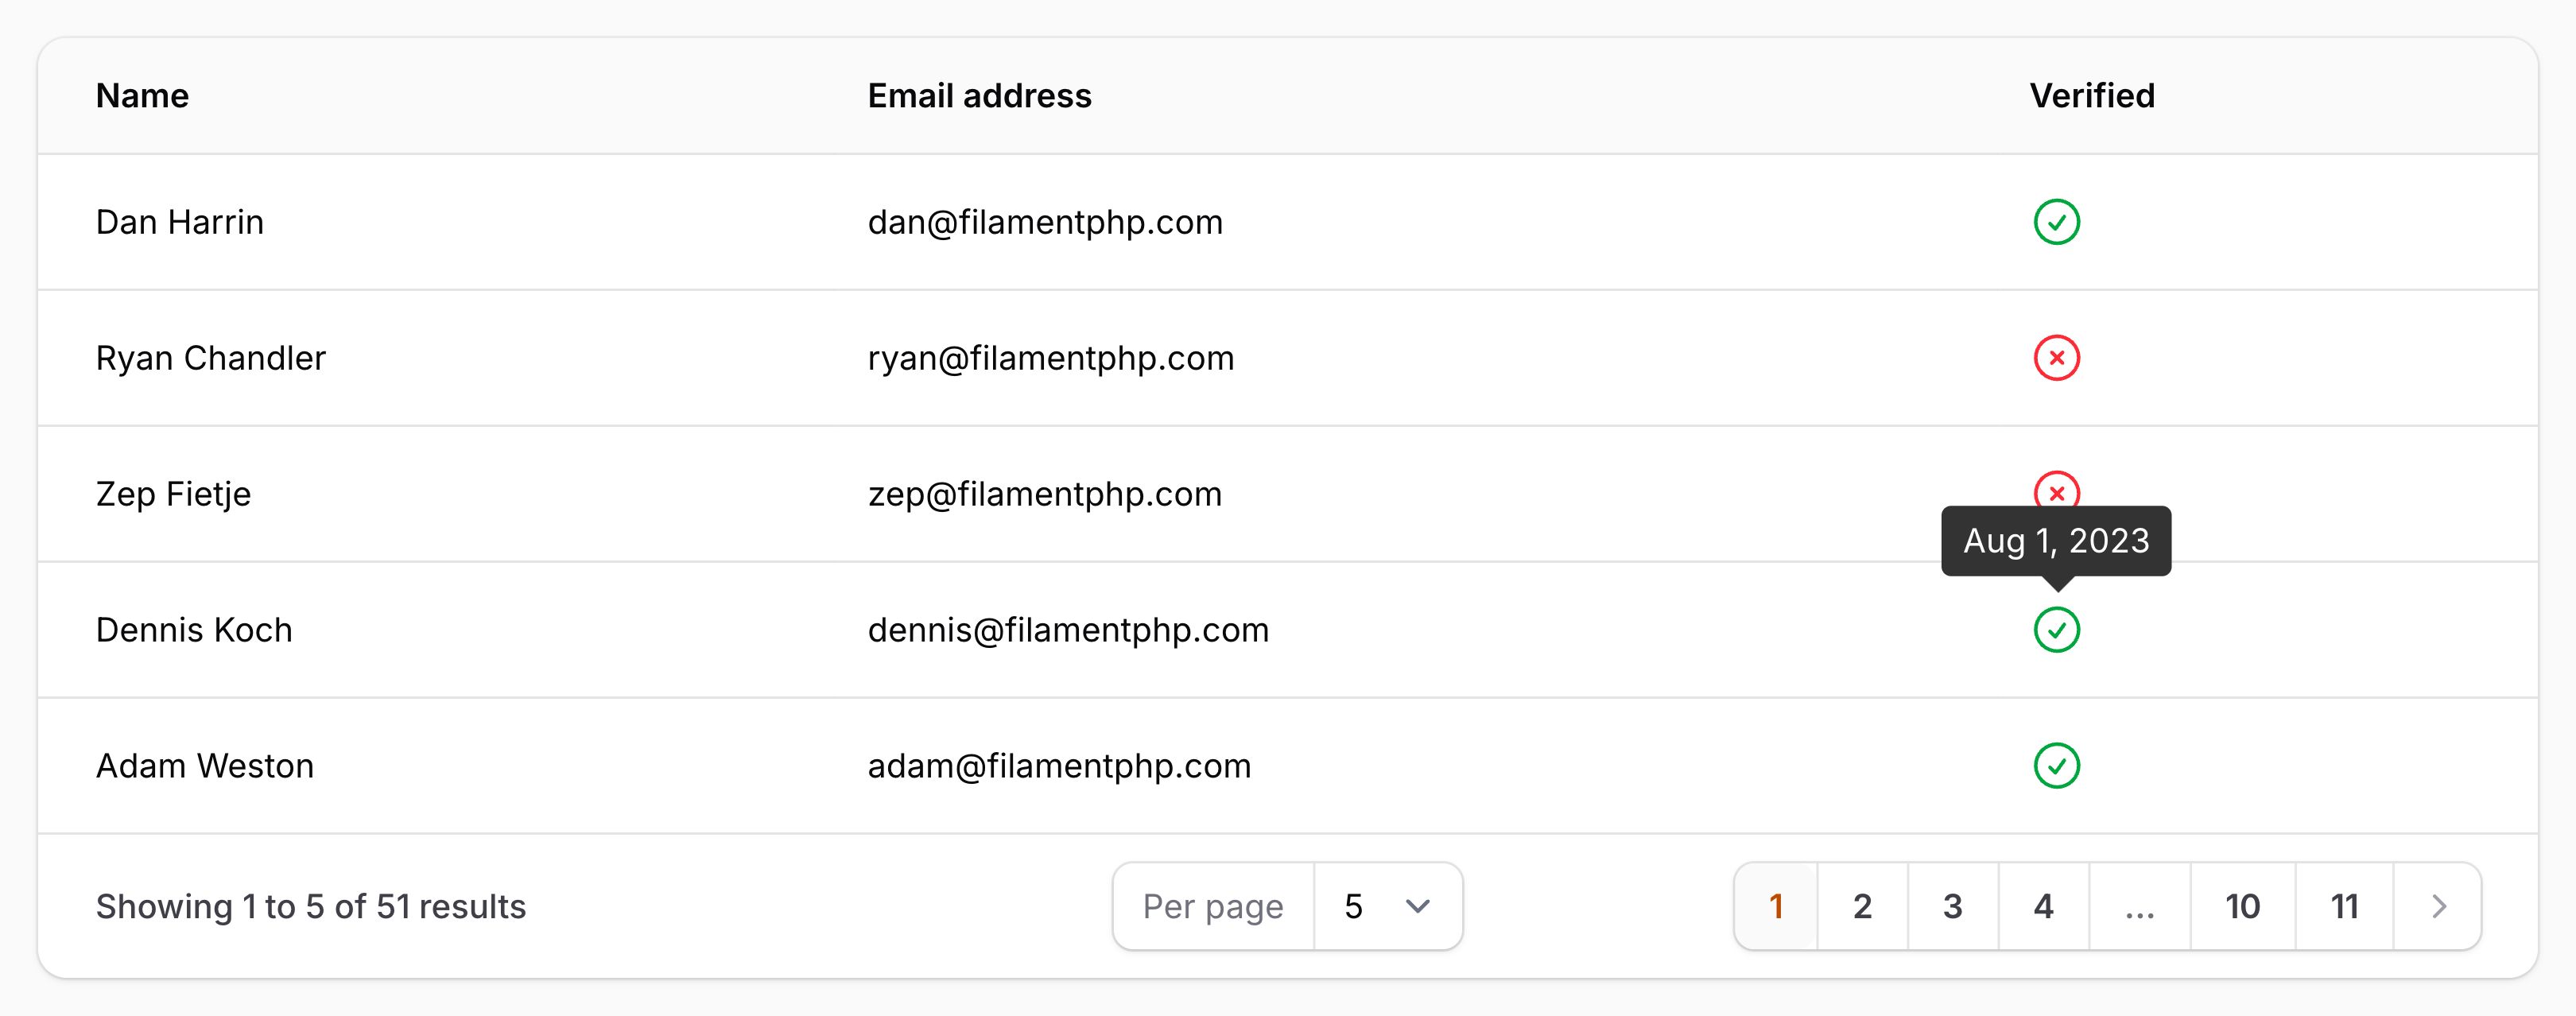 Name Email address Verified
Dan Harrin dan@filamentphp.com
Ryan Chandler ryan@filamentphp.com
Zep Fietje zep@filamentphp.com
Aug 1, 2023
Dennis Koch dennis@filamentphp.com
Adam Weston adam@filamentphp.com
Showing 1 to 5 of 51 results Per page 5 1 2 3 4 ... 10 11